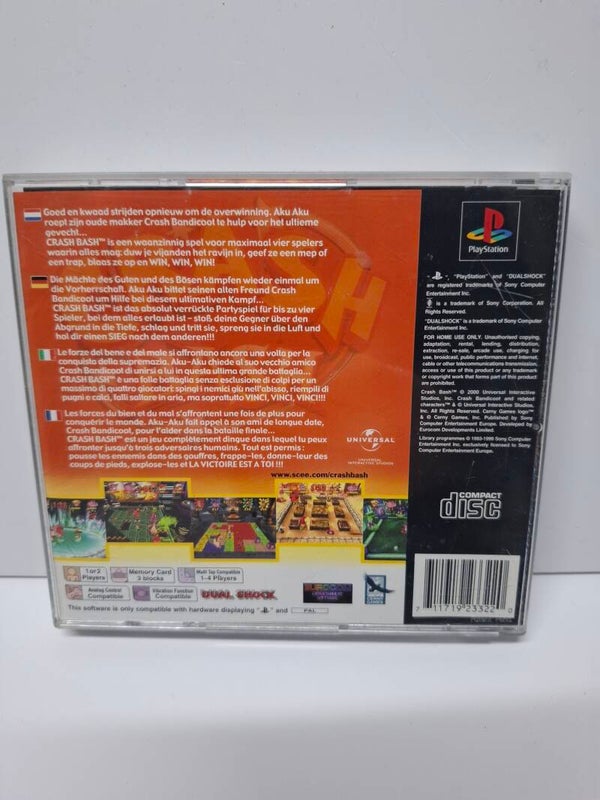 Goed en kwaad strijden opnieuw om de overwinning. Aku Aku
roept zijn oude makker Crash Bandicoot te hulp voor het ultieme
gevecht...
CRASH BASH™ is een waanzinnig spel voor maximaal vier spelers
waarin alles mag: duw je vijanden het ravijn in, geef ze een mep of
een trap, blaas ze op en WIN, WIN, WIN!
Die Mächte des Guten und des Bösen kämpfen wieder einmal um
die Vorherrschaft. Aku Aku bittet seinen alten Freund Crash
Bandicoot um Hilfe bei diesem ultimativen Kampf...
CRASH BASH™ ist das absolut verrückte Partyspiel für bis zu vier
Spieler, bei dem alles erlaubt ist – stoß deine Gegner über den
Abgrund in die Tiefe, schlag und tritt sie, spreng sie in die Luft und
hol dir einen SIEG nach dem anderen!!!
Le forze del bene e del male si affrontano ancora una volta per la
conquista della supremazia. Aku-Aku chiede al suo vecchio amico
Crash Bandicoot di unirsi a lui in questa ultima grande battaglia...
CRASH BASH™ è una folle battaglia senza esclusione di colpi per un
massimo di quattro giocatori: spingi i nemici giù nell'abisso, riempili di
pugni e calci, falli saltare in aria, ma soprattutto VINCI, VINCI, VINCI!!!
Les forces du bien et du mal s'affrontent une fois de plus pour
conquérir le monde. Aku-Aku fait appel à son ami de longue date,
Crash Bandicoot, pour l'aider dans la bataille finale...
CRASH BASH™ est un jeu complètement dingue dans lequel tu peux
affronter jusqu'à trois adversaires humains. Tout est permis :
pousse tes ennemis dans des gouffres, frappe-les, donne-leur des
coups de pieds, explose-les et LA VICTOIRE EST A TOI !!!
UNIVERSAL
UNIVERSAL INTERACTIVE STUDIOS
www.scee.com/crashbash
1 or 2
Players
Memory Card
3 blocks
Multi Tap Compatible
1-4 Players
Analog Control
Compatible
Vibration Function
Compatible
DUAL SHOCK
This software is only compatible with hardware displaying and PAL
PlayStation
" ", "PlayStation" and "DUALSHOCK"
are registered trademarks of Sony Computer
Entertainment Inc.
" " is a trademark of Sony Corporation. All
Rights Reserved.
"DUALSHOCK" is a trademark of Sony Computer
Entertainment Inc.
FOR HOME USE ONLY. Unauthorised copying,
adaptation, rental, lending, distribution,
extraction, re-sale, arcade use, charging for
use, broadcast, public performance and internet,
cable or other telecommunications transmission,
access or use of this product or any trademark
or copyright work that forms part of this product
are prohibited.
Crash Bash™ © 2000 Universal Interactive
Studios, Inc. Crash Bandicoot and related
characters™ & © Universal Interactive Studios,
Inc. All Rights Reserved. Cerny Games logo™
& © Cerny Games, Inc. Published by Sony
Computer Entertainment Europe. Developed by
Eurocom Developments Limited.
Library programmes © 1993-1999 Sony Computer
Entertainment Inc. exclusively licensed to Sony
Computer Entertainment Europe.
COMPACT
disc
7 11719 23322 0